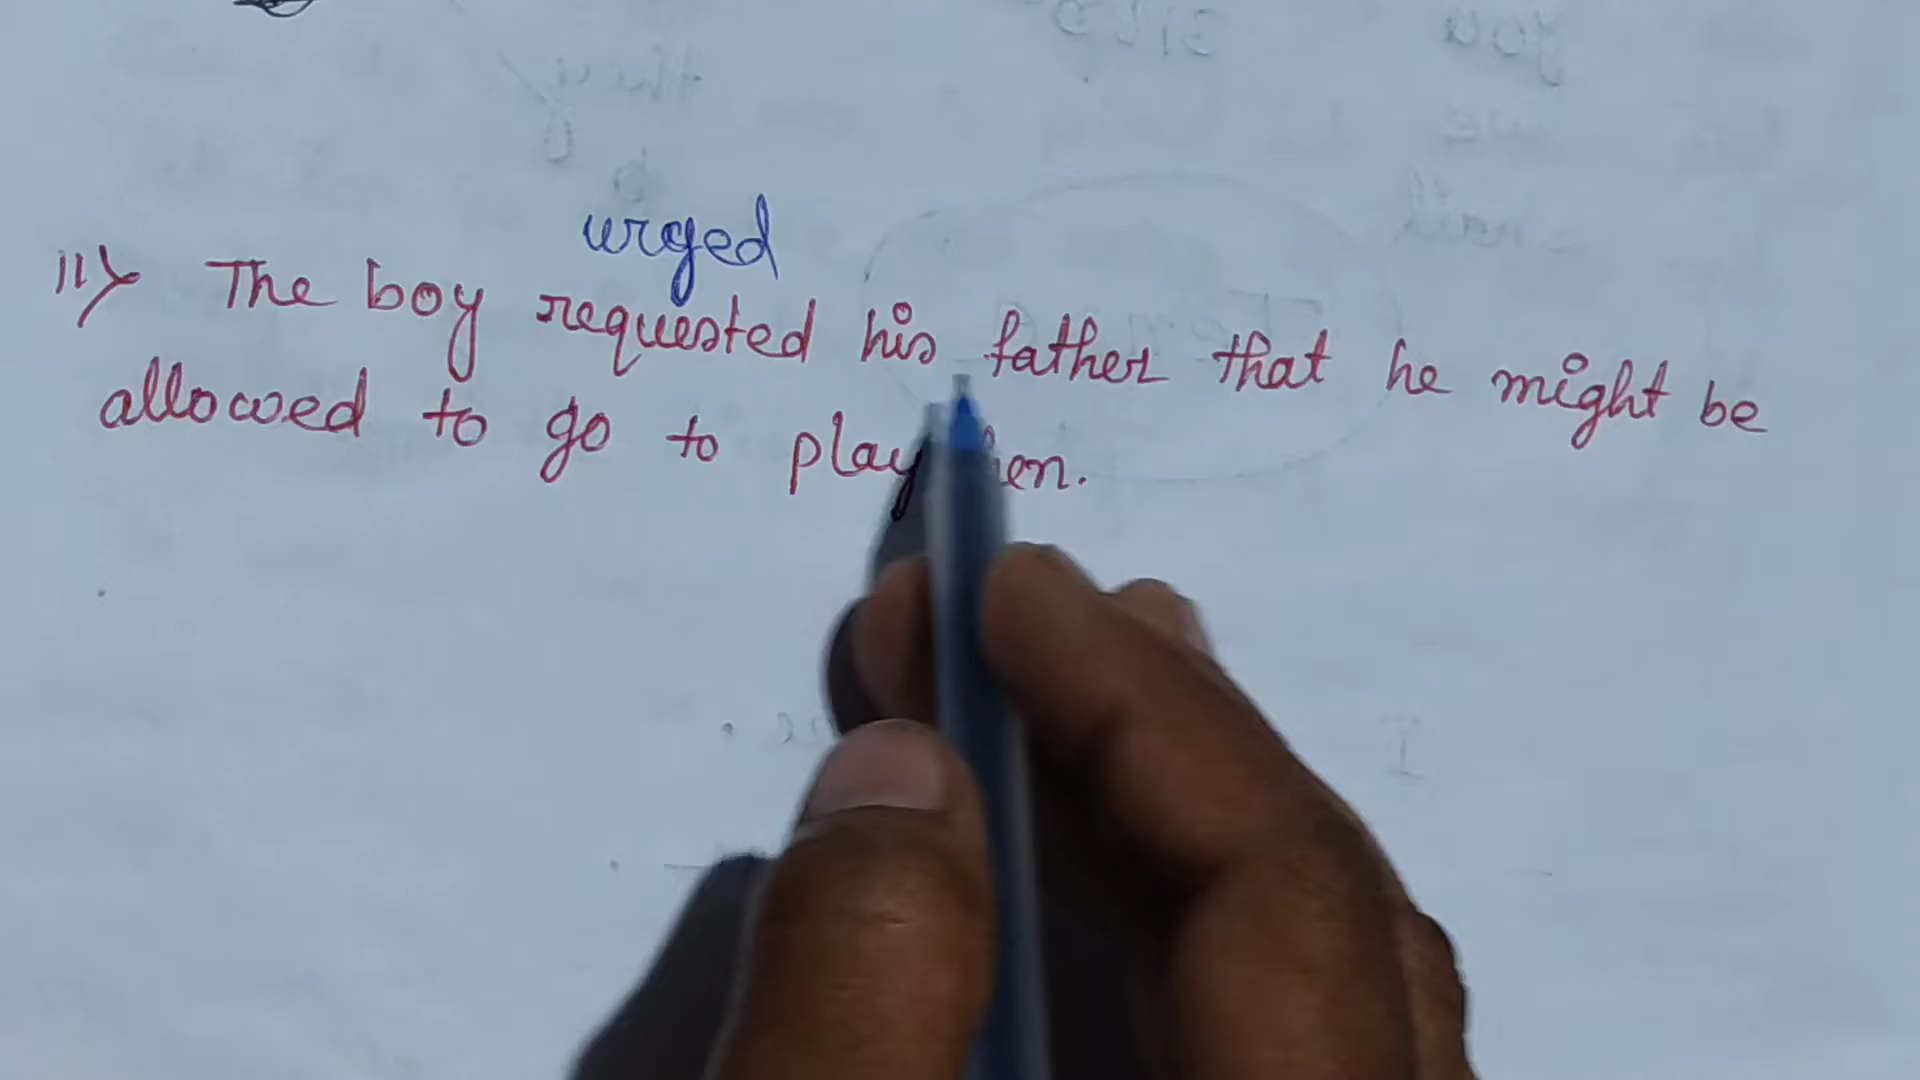 urged
11) The boy requested his father that he might be
allowed to go to play